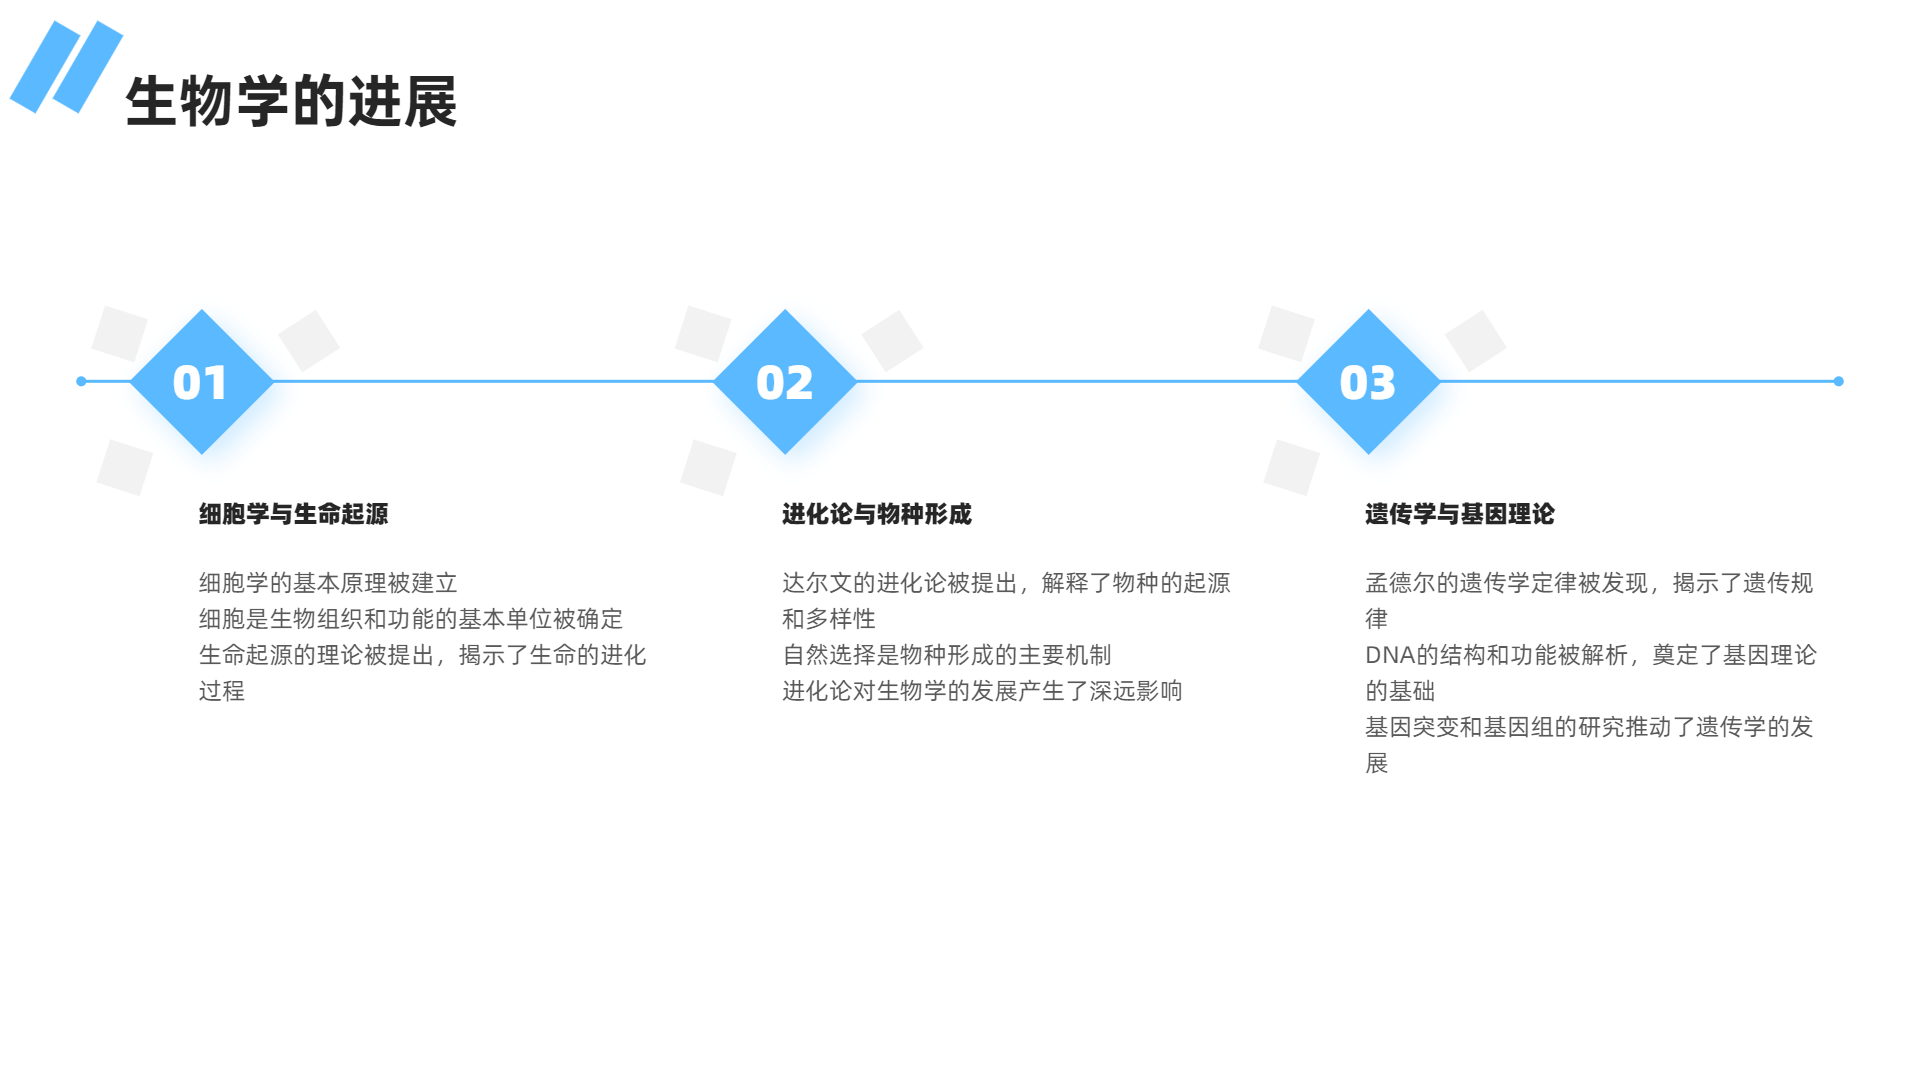 生物学的进展
01
02
03
细胞学与生命起源
细胞学的基本原理被建立
细胞是生物组织和功能的基本单位被确定
生命起源的理论被提出，揭示了生命的进化
过程
进化论与物种形成
达尔文的进化论被提出，解释了物种的起源
和多样性
自然选择是物种形成的主要机制
进化论对生物学的发展产生了深远影响
遗传学与基因理论
孟德尔的遗传学定律被发现，揭示了遗传规
律
DNA的结构和功能被解析，奠定了基因理论
的基础
基因突变和基因组的研究推动了遗传学的发
展